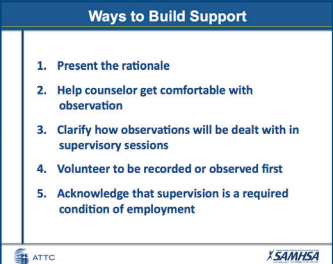 Ways to Build Support
1. Present the rationale
2. Help counselor get comfortable with
observation
3. Clarify how observations will be dealt with in
supervisory sessions
4. Volunteer to be recorded or observed first
5. Acknowledge that supervision is a required
condition of employment
ATTC
SAMHSA